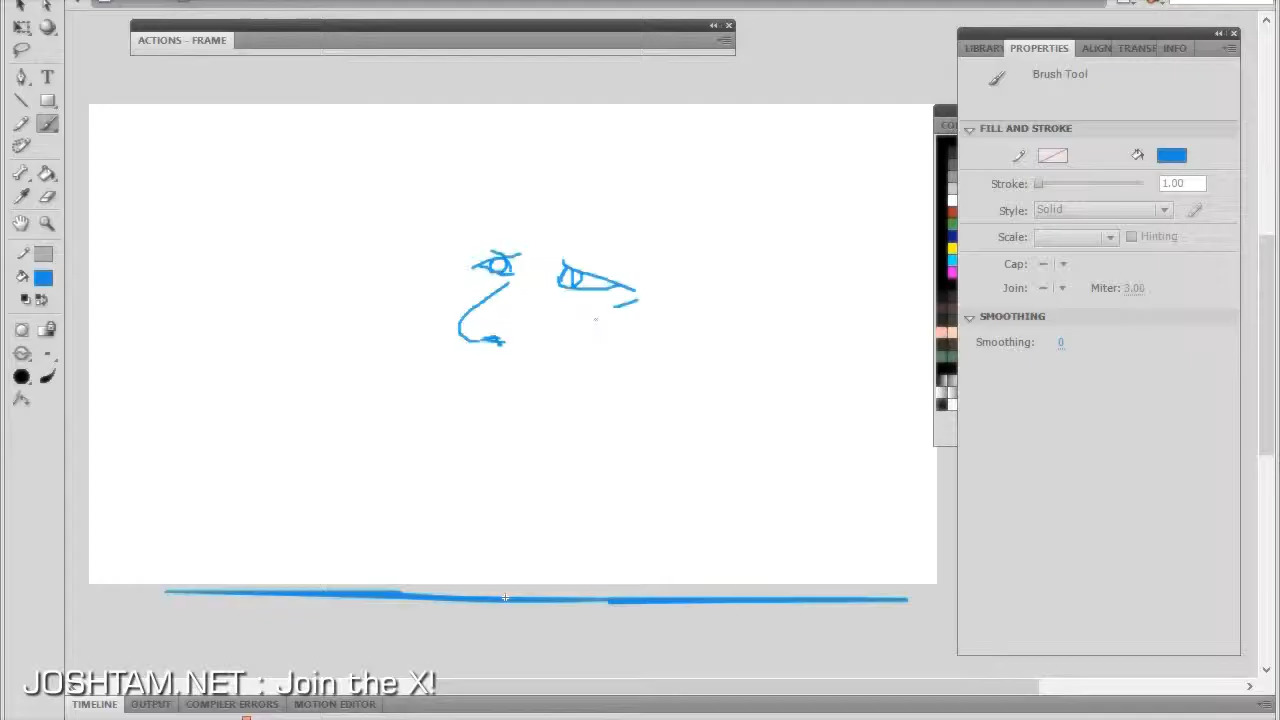 ACTIONS - FRAME
LIBRARY PROPERTIES ALIGN TRANSF INFO
Brush Tool
FILL AND STROKE
Stroke: 1.00
Style: Solid
Scale: Hinting
Cap:
Join: Miter: 3.00
SMOOTHING
Smoothing: 0
JOSHTAM.NET : Join the X!
TIMELINE OUTPUT COMPILER ERRORS MOTION EDITOR